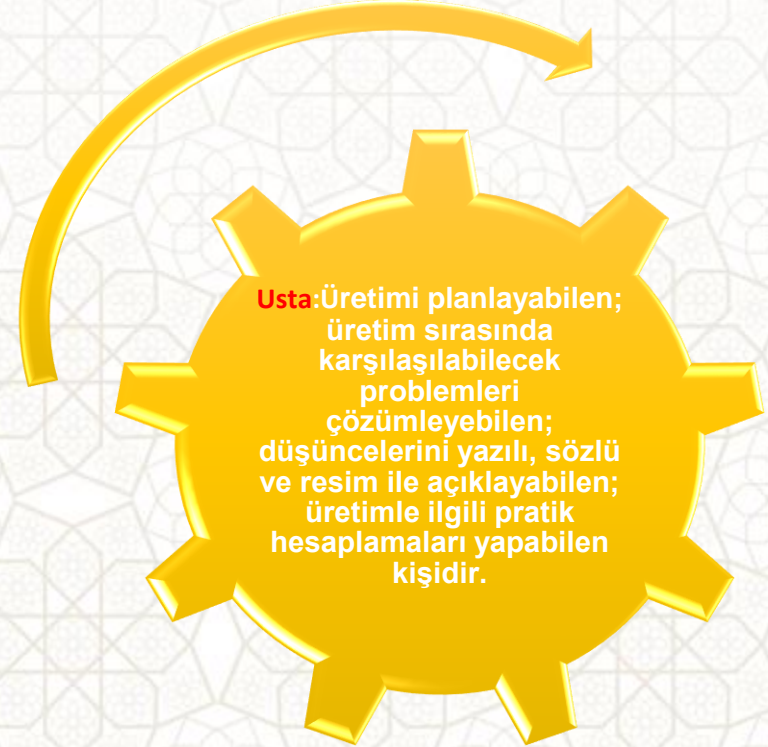 Usta:Üretimi planlayabilen;
üretim sırasında
karşılaşılabilecek
problemleri
çözümleyebilen;
düşüncelerini yazılı, sözlü
ve resim ile açıklayabilen;
üretimle ilgili pratik
hesaplamaları yapabilen
kişidir.